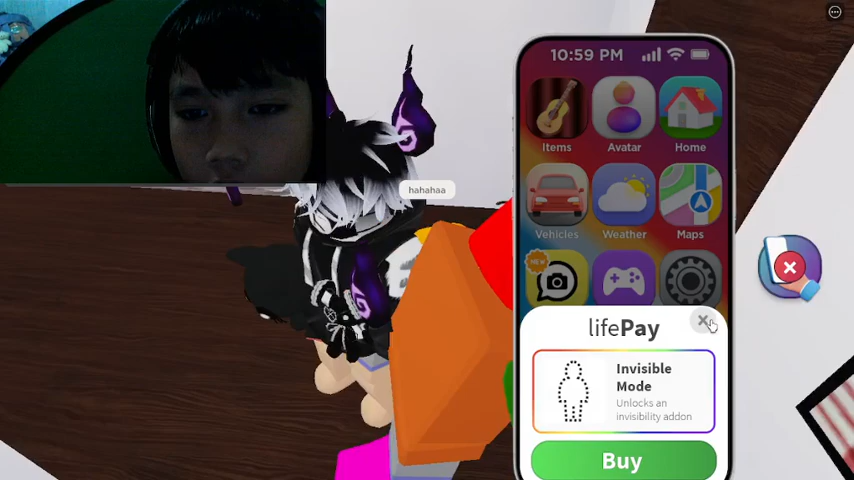 10:59 PM
Items
Avatar
Home
Vehicles
Weather
Maps
NEW
hahahaa
lifePay
Invisible
Mode
Unlocks an
invisibility addon
Buy